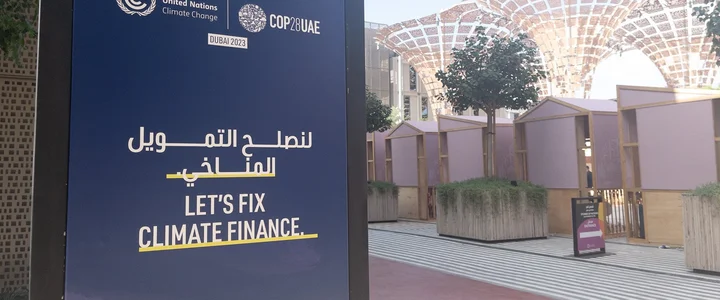 United Nations
Climate Change
COP28UAE
DUBAI 2023
لنصلح التمويل
المناخي.
LET'S FIX
CLIMATE FINANCE.